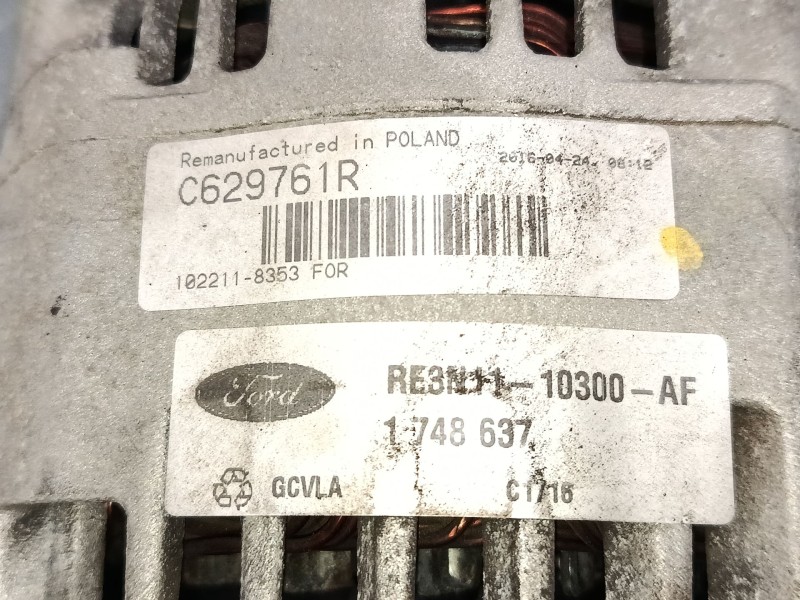 Remanufactured in POLAND
2016-04-24, 06:12
C629761R
102211-8353 FOR
Ford
RE3N11-10300-AF
1 748 637
GCVLA
C1716